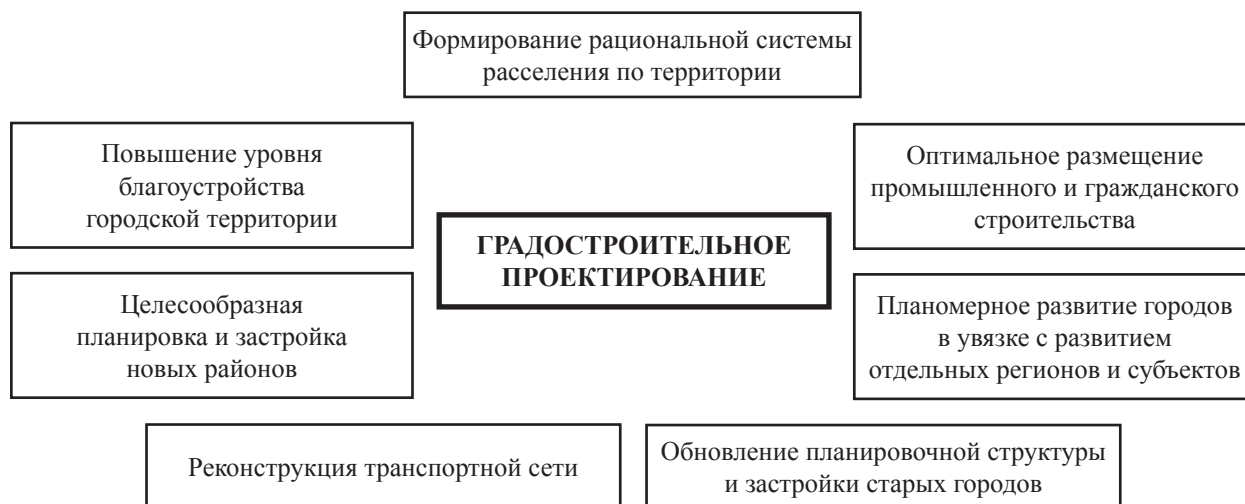 Формирование рациональной системы
расселения по территории
Повышение уровня
благоустройства
городской территории
Оптимальное размещение
промышленного и гражданского
строительства
ГРАДОСТРОИТЕЛЬНОЕ
ПРОЕКТИРОВАНИЕ
Целесообразная
планировка и застройка
новых районов
Планомерное развитие городов
в увязке с развитием
отдельных регионов и субъектов
Реконструкция транспортной сети
Обновление планировочной структуры
и застройки старых городов